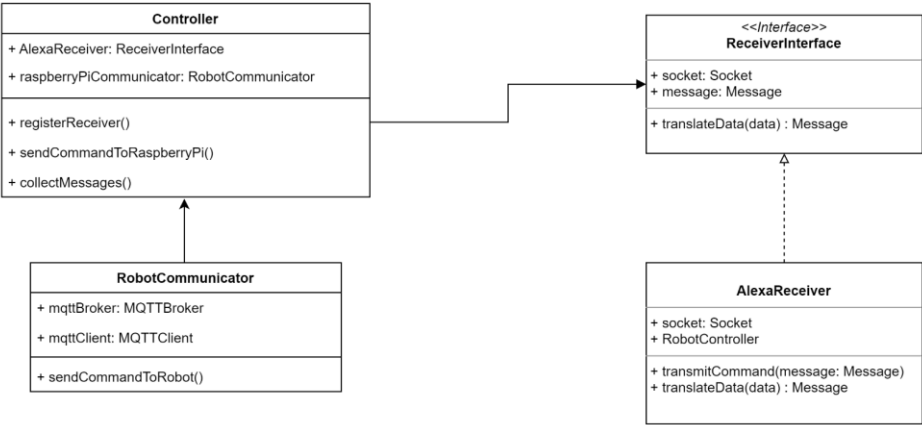 Controller
+ AlexaReceiver: ReceiverInterface
+ raspberryPiCommunicator: RobotCommunicator
+ registerReceiver()
+ sendCommandToRaspberryPi()
+ collectMessages()
<<Interface>>
ReceiverInterface
+ socket: Socket
+ message: Message
+ translateData(data) : Message
RobotCommunicator
+ mqttBroker: MQTTBroker
+ mqttClient: MQTTClient
+ sendCommandToRobot()
AlexaReceiver
+ socket: Socket
+ RobotController
+ transmitCommand(message: Message)
+ translateData(data) : Message